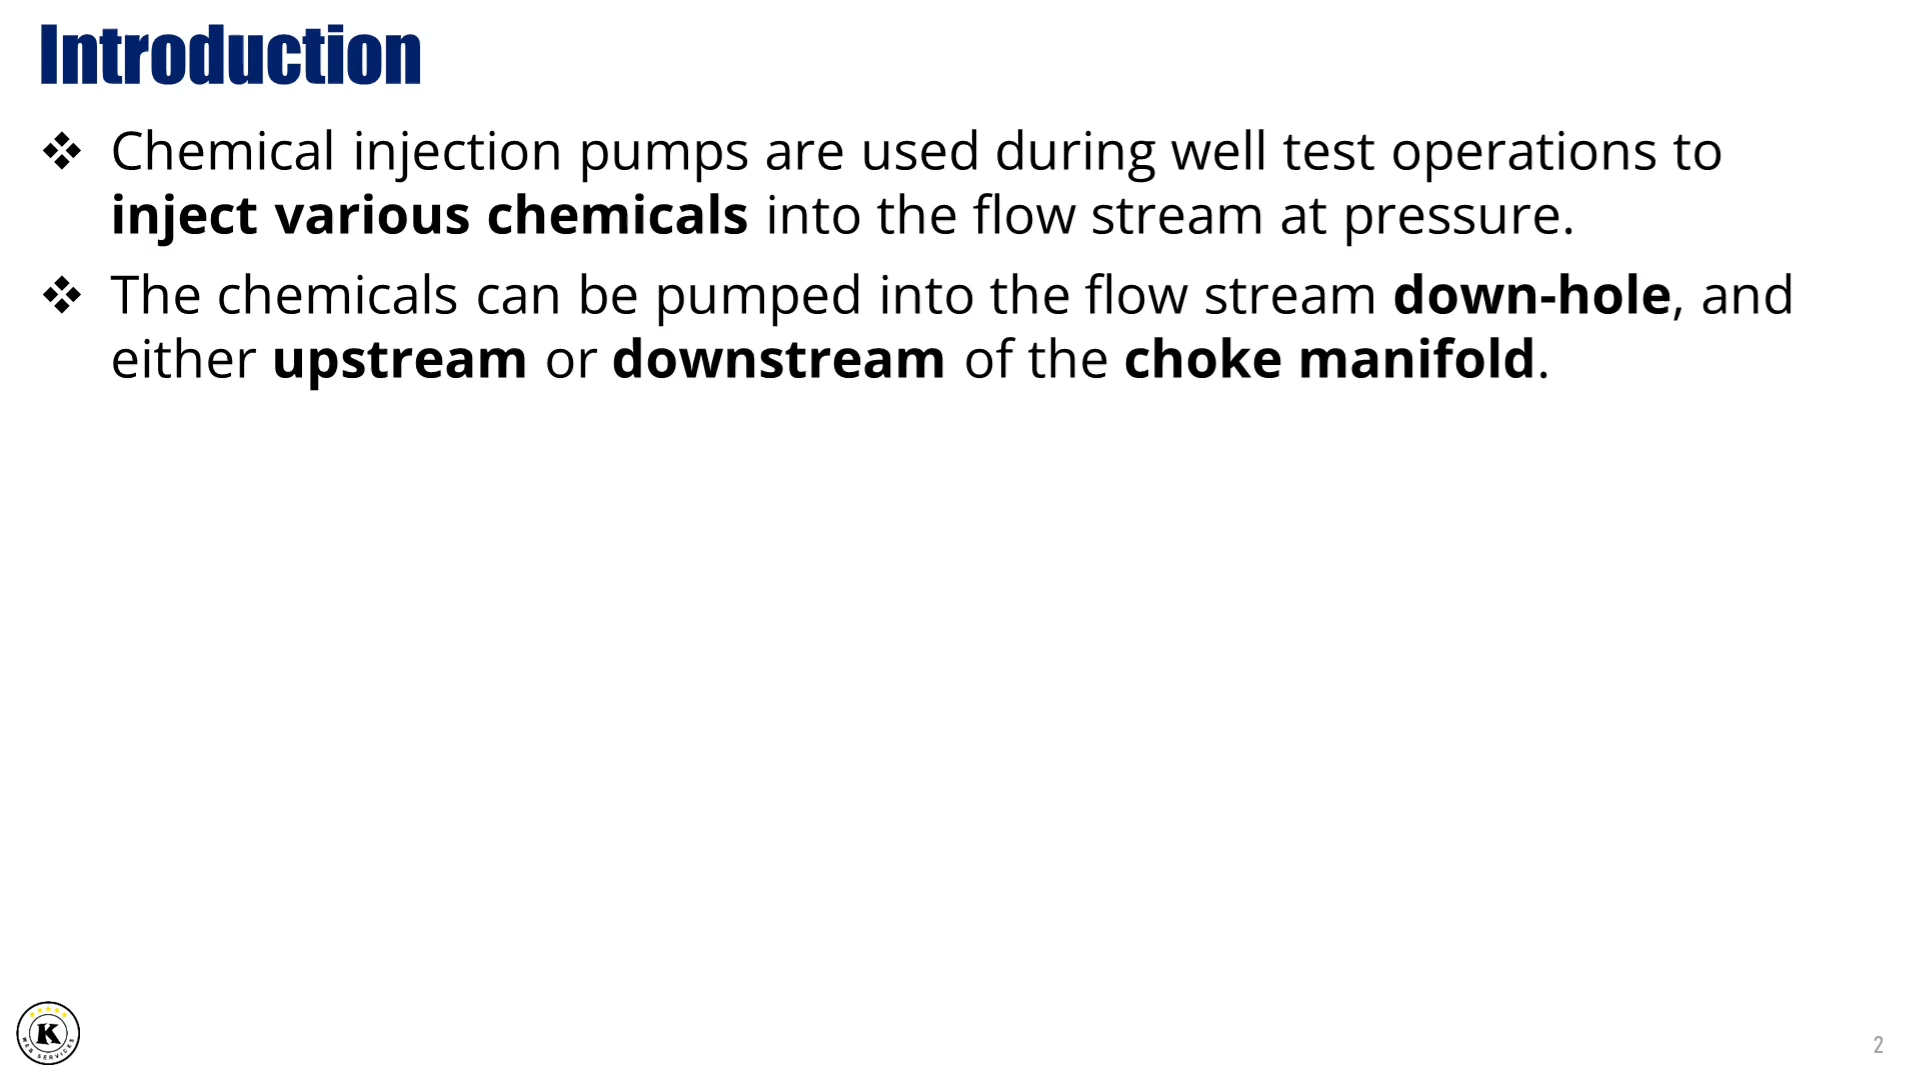 Introduction
❖ Chemical injection pumps are used during well test operations to
inject various chemicals into the flow stream at pressure.
❖ The chemicals can be pumped into the flow stream down-hole, and
either upstream or downstream of the choke manifold.
K
WEB SERVICES
2